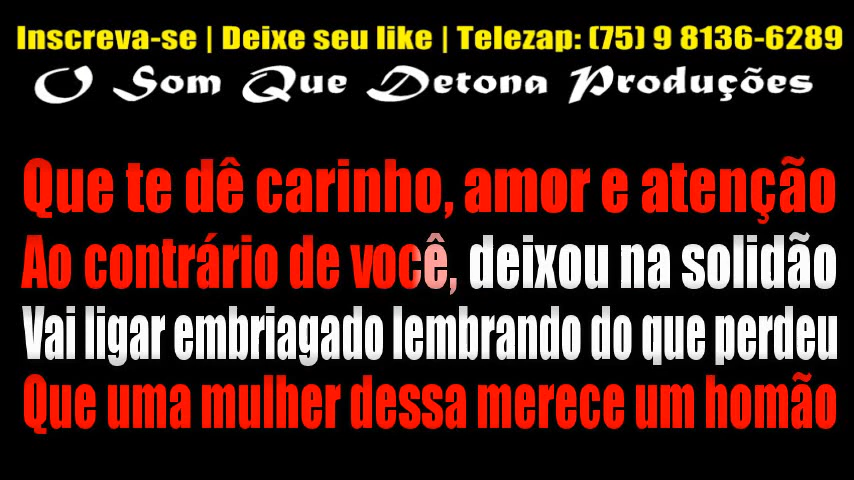 Inscreva-se | Deixe seu like | Telezap: (75) 9 8136-6289
O Som Que Detona Produções
Que te dê carinho, amor e atenção
Ao contrário de você, deixou na solidão
Vai ligar embriagado lembrando do que perdeu
Que uma mulher dessa merece um homão